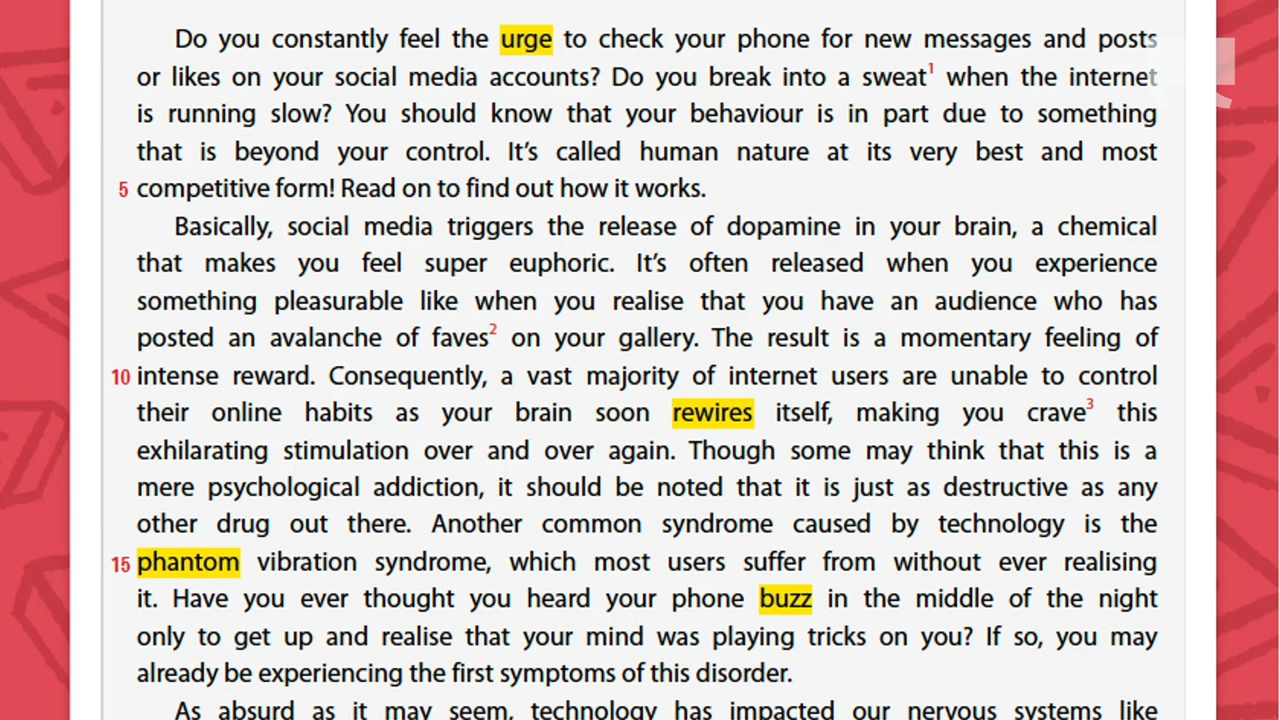 Do you constantly feel the urge to check your phone for new messages and posts
or likes on your social media accounts? Do you break into a sweat1 when the internet
is running slow? You should know that your behaviour is in part due to something
that is beyond your control. It’s called human nature at its very best and most
5 competitive form! Read on to find out how it works.
Basically, social media triggers the release of dopamine in your brain, a chemical
that makes you feel super euphoric. It’s often released when you experience
something pleasurable like when you realise that you have an audience who has
posted an avalanche of faves2 on your gallery. The result is a momentary feeling of
10 intense reward. Consequently, a vast majority of internet users are unable to control
their online habits as your brain soon rewires itself, making you crave3 this
exhilarating stimulation over and over again. Though some may think that this is a
mere psychological addiction, it should be noted that it is just as destructive as any
other drug out there. Another common syndrome caused by technology is the
15 phantom vibration syndrome, which most users suffer from without ever realising
it. Have you ever thought you heard your phone buzz in the middle of the night
only to get up and realise that your mind was playing tricks on you? If so, you may
already be experiencing the first symptoms of this disorder.
As absurd as it may seem, technology has impacted our nervous systems like